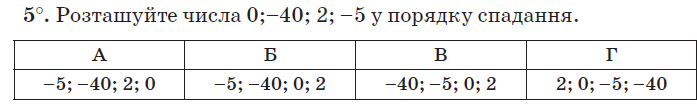 5°. Розташуйте числа 0;−40; 2; −5 у порядку спадання.
А Б В Г
−5; −40; 2; 0 −5; −40; 0; 2 −40; −5; 0; 2 2; 0; −5; −40